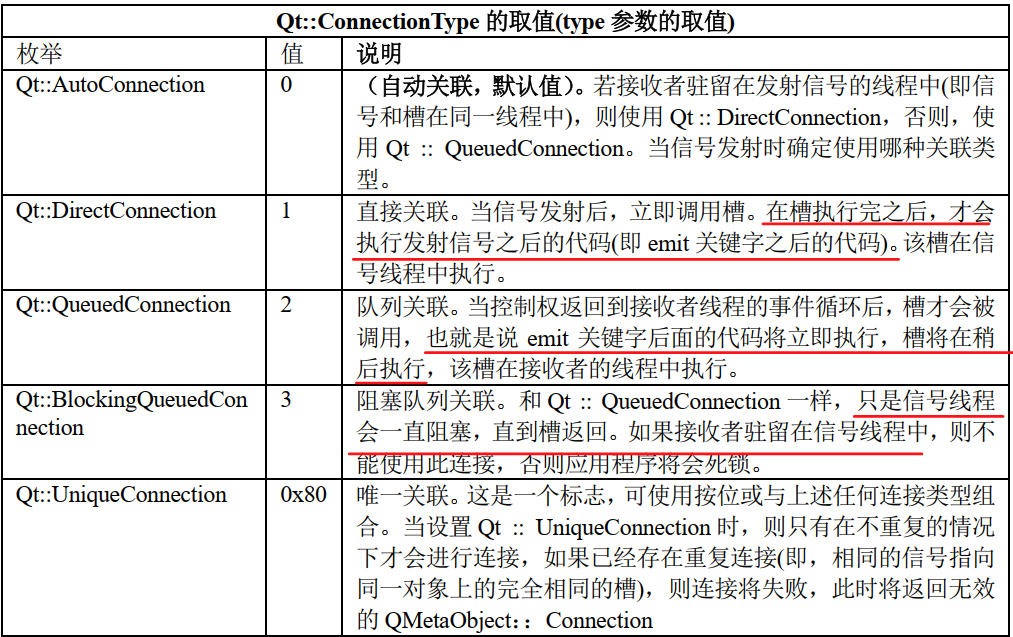 Qt::ConnectionType 的取值(type 参数的取值)
枚举 值 说明
Qt::AutoConnection 0 （自动关联，默认值）。若接收者驻留在发射信号的线程中(即信
号和槽在同一线程中)，则使用 Qt :: DirectConnection，否则，使
用 Qt :: QueuedConnection。当信号发射时确定使用哪种关联类
型。
Qt::DirectConnection 1 直接关联。当信号发射后，立即调用槽。在槽执行完之后，才会
执行发射信号之后的代码(即 emit 关键字之后的代码)。该槽在信
号线程中执行。
Qt::QueuedConnection 2 队列关联。当控制权返回到接收者线程的事件循环后，槽才会被
调用，也就是说 emit 关键字后面的代码将立即执行，槽将在稍
后执行，该槽在接收者的线程中执行。
Qt::BlockingQueuedCon 3 阻塞队列关联。和 Qt :: QueuedConnection 一样，只是信号线程
nection 会一直阻塞，直到槽返回。如果接收者驻留在信号线程中，则不
能使用此连接，否则应用程序将会死锁。
Qt::UniqueConnection 0x80 唯一关联。这是一个标志，可使用按位或与上述任何连接类型组
合。当设置 Qt :: UniqueConnection 时，则只有在不重复的情况
下才会进行连接，如果已经存在重复连接(即，相同的信号指向
同一对象上的完全相同的槽)，则连接将失败，此时将返回无效
的 QMetaObject：：Connection